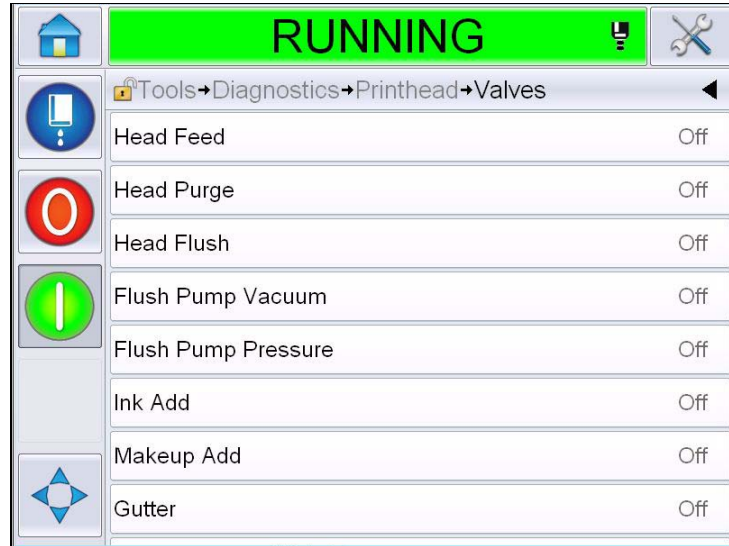 RUNNING
Tools→Diagnostics→Printhead→Valves
Head Feed Off
Head Purge Off
Head Flush Off
Flush Pump Vacuum Off
Flush Pump Pressure Off
Ink Add Off
Makeup Add Off
Gutter Off